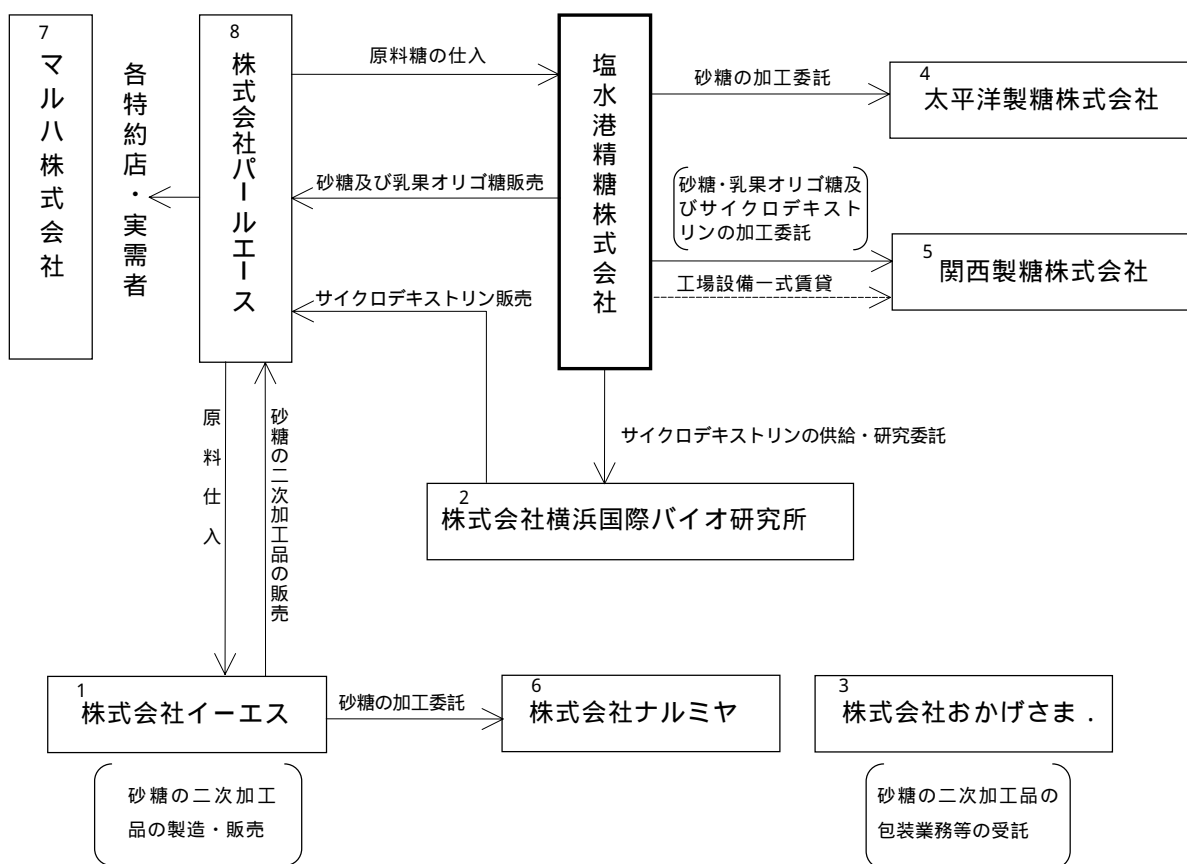 7
マルハ株式会社
各特約店・実需者
8
株式会社パールエース
原料糖の仕入
砂糖及び乳果オリゴ糖販売
サイクロデキストリン販売
塩水港精糖株式会社
砂糖の加工委託
4
太平洋製糖株式会社
砂糖・乳果オリゴ糖及
びサイクロデキスト
リンの加工委託
工場設備一式賃貸
5
関西製糖株式会社
サイクロデキストリンの供給・研究委託
2
株式会社横浜国際バイオ研究所
原料仕入
砂糖の二次加工品の販売
1
株式会社イーエス
砂糖の加工委託
6
株式会社ナルミヤ
3
株式会社おかげさま .
砂糖の二次加工
品の製造・販売
砂糖の二次加工品の
包装業務等の受託